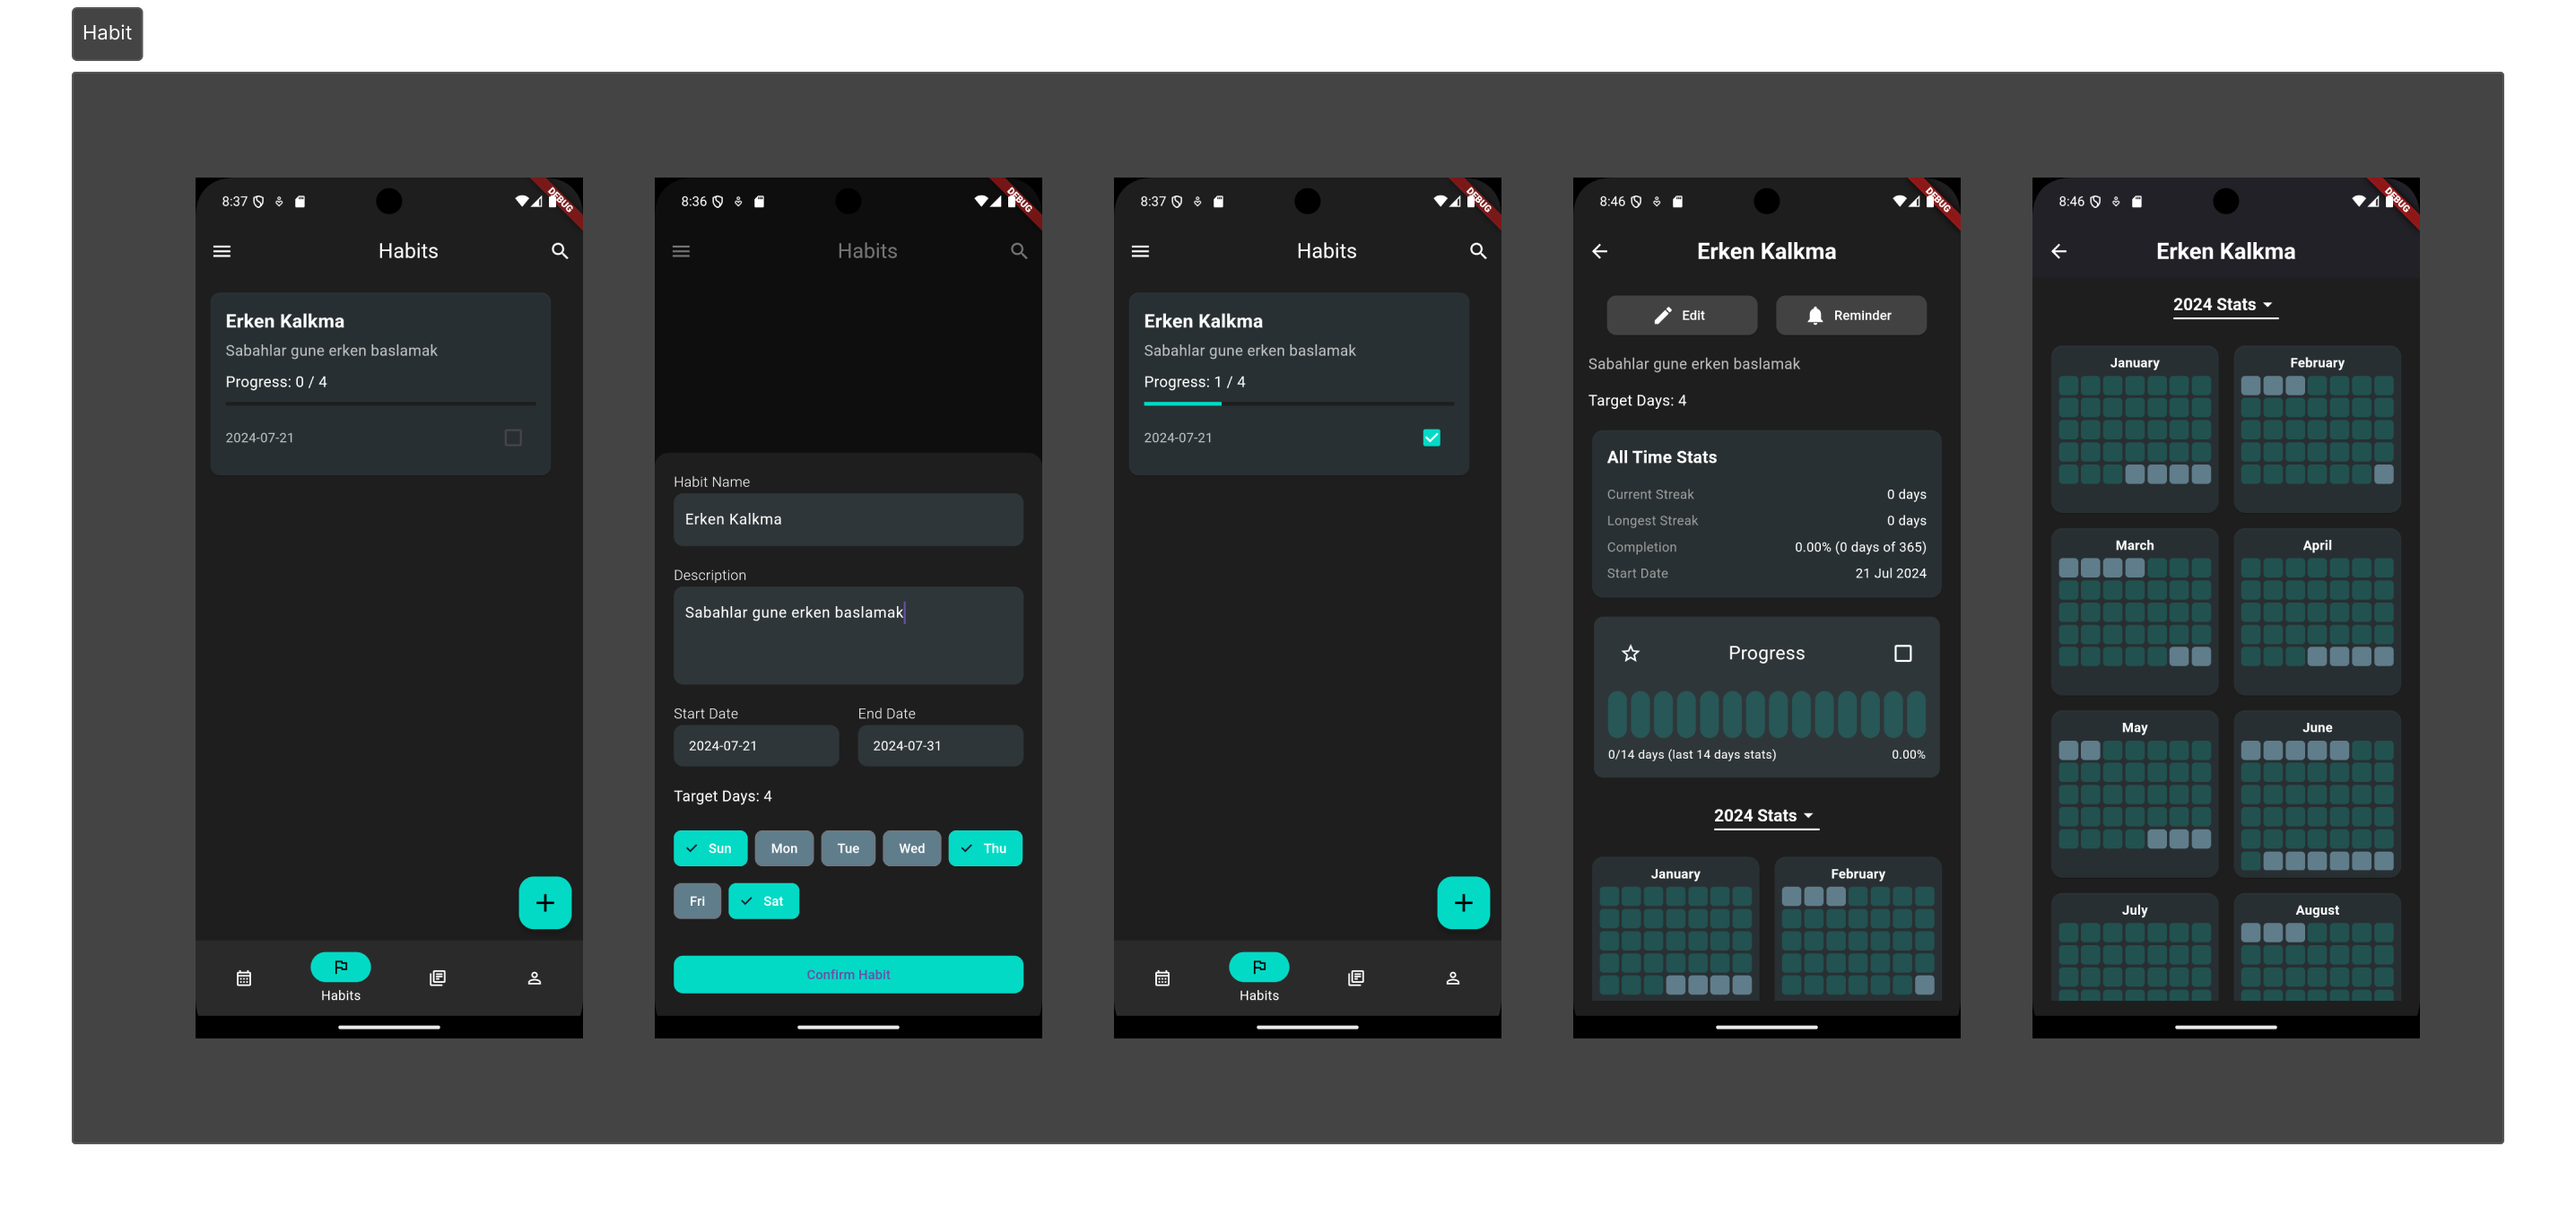 Habit
8:37
DEBUG
Habits
Erken Kalkma
Sabahlar gune erken baslamak
Progress: 0 / 4
2024-07-21
Habits
8:36
DEBUG
Habits
Habit Name
Erken Kalkma
Description
Sabahlar gune erken baslamak
Start Date End Date
2024-07-21 2024-07-31
Target Days: 4
Sun Mon Tue Wed Thu
Fri Sat
Confirm Habit
8:37
DEBUG
Habits
Erken Kalkma
Sabahlar gune erken baslamak
Progress: 1 / 4
2024-07-21
Habits
8:46
DEBUG
Erken Kalkma
Edit Reminder
Sabahlar gune erken baslamak
Target Days: 4
All Time Stats
Current Streak 0 days
Longest Streak 0 days
Completion 0.00% (0 days of 365)
Start Date 21 Jul 2024
Progress
0/14 days (last 14 days stats) 0.00%
2024 Stats
January February
8:46
DEBUG
Erken Kalkma
2024 Stats
January February
March April
May June
July August